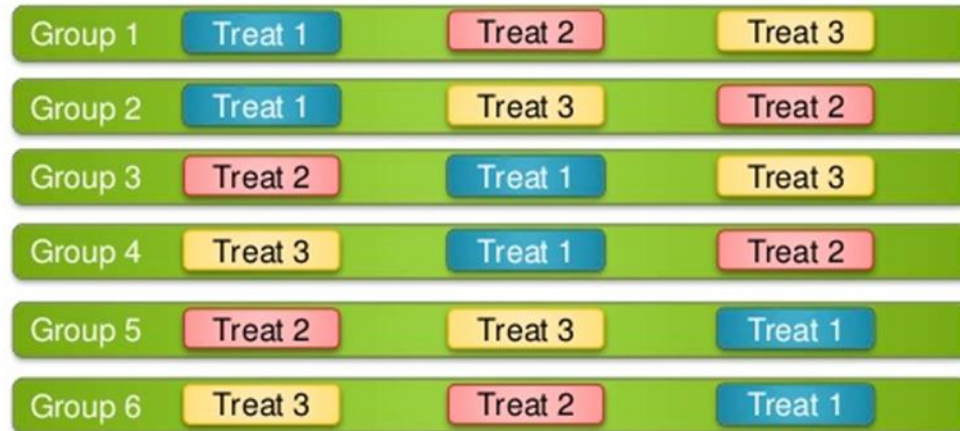 Group 1 Treat 1 Treat 2 Treat 3
Group 2 Treat 1 Treat 3 Treat 2
Group 3 Treat 2 Treat 1 Treat 3
Group 4 Treat 3 Treat 1 Treat 2
Group 5 Treat 2 Treat 3 Treat 1
Group 6 Treat 3 Treat 2 Treat 1